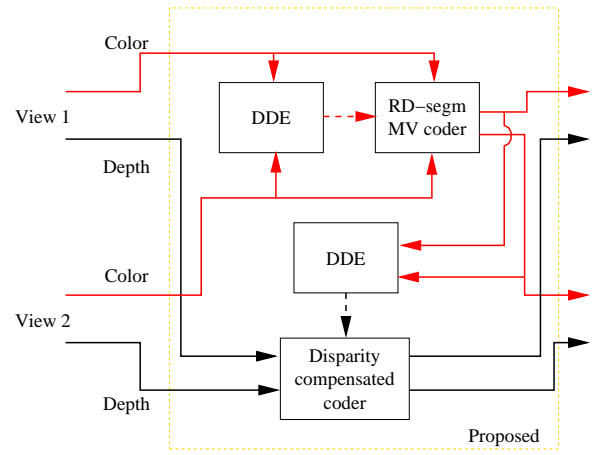 Color
View 1
DDE
RD−segm
MV coder
Depth
DDE
Color
View 2
Disparity
compensated
coder
Depth
Proposed